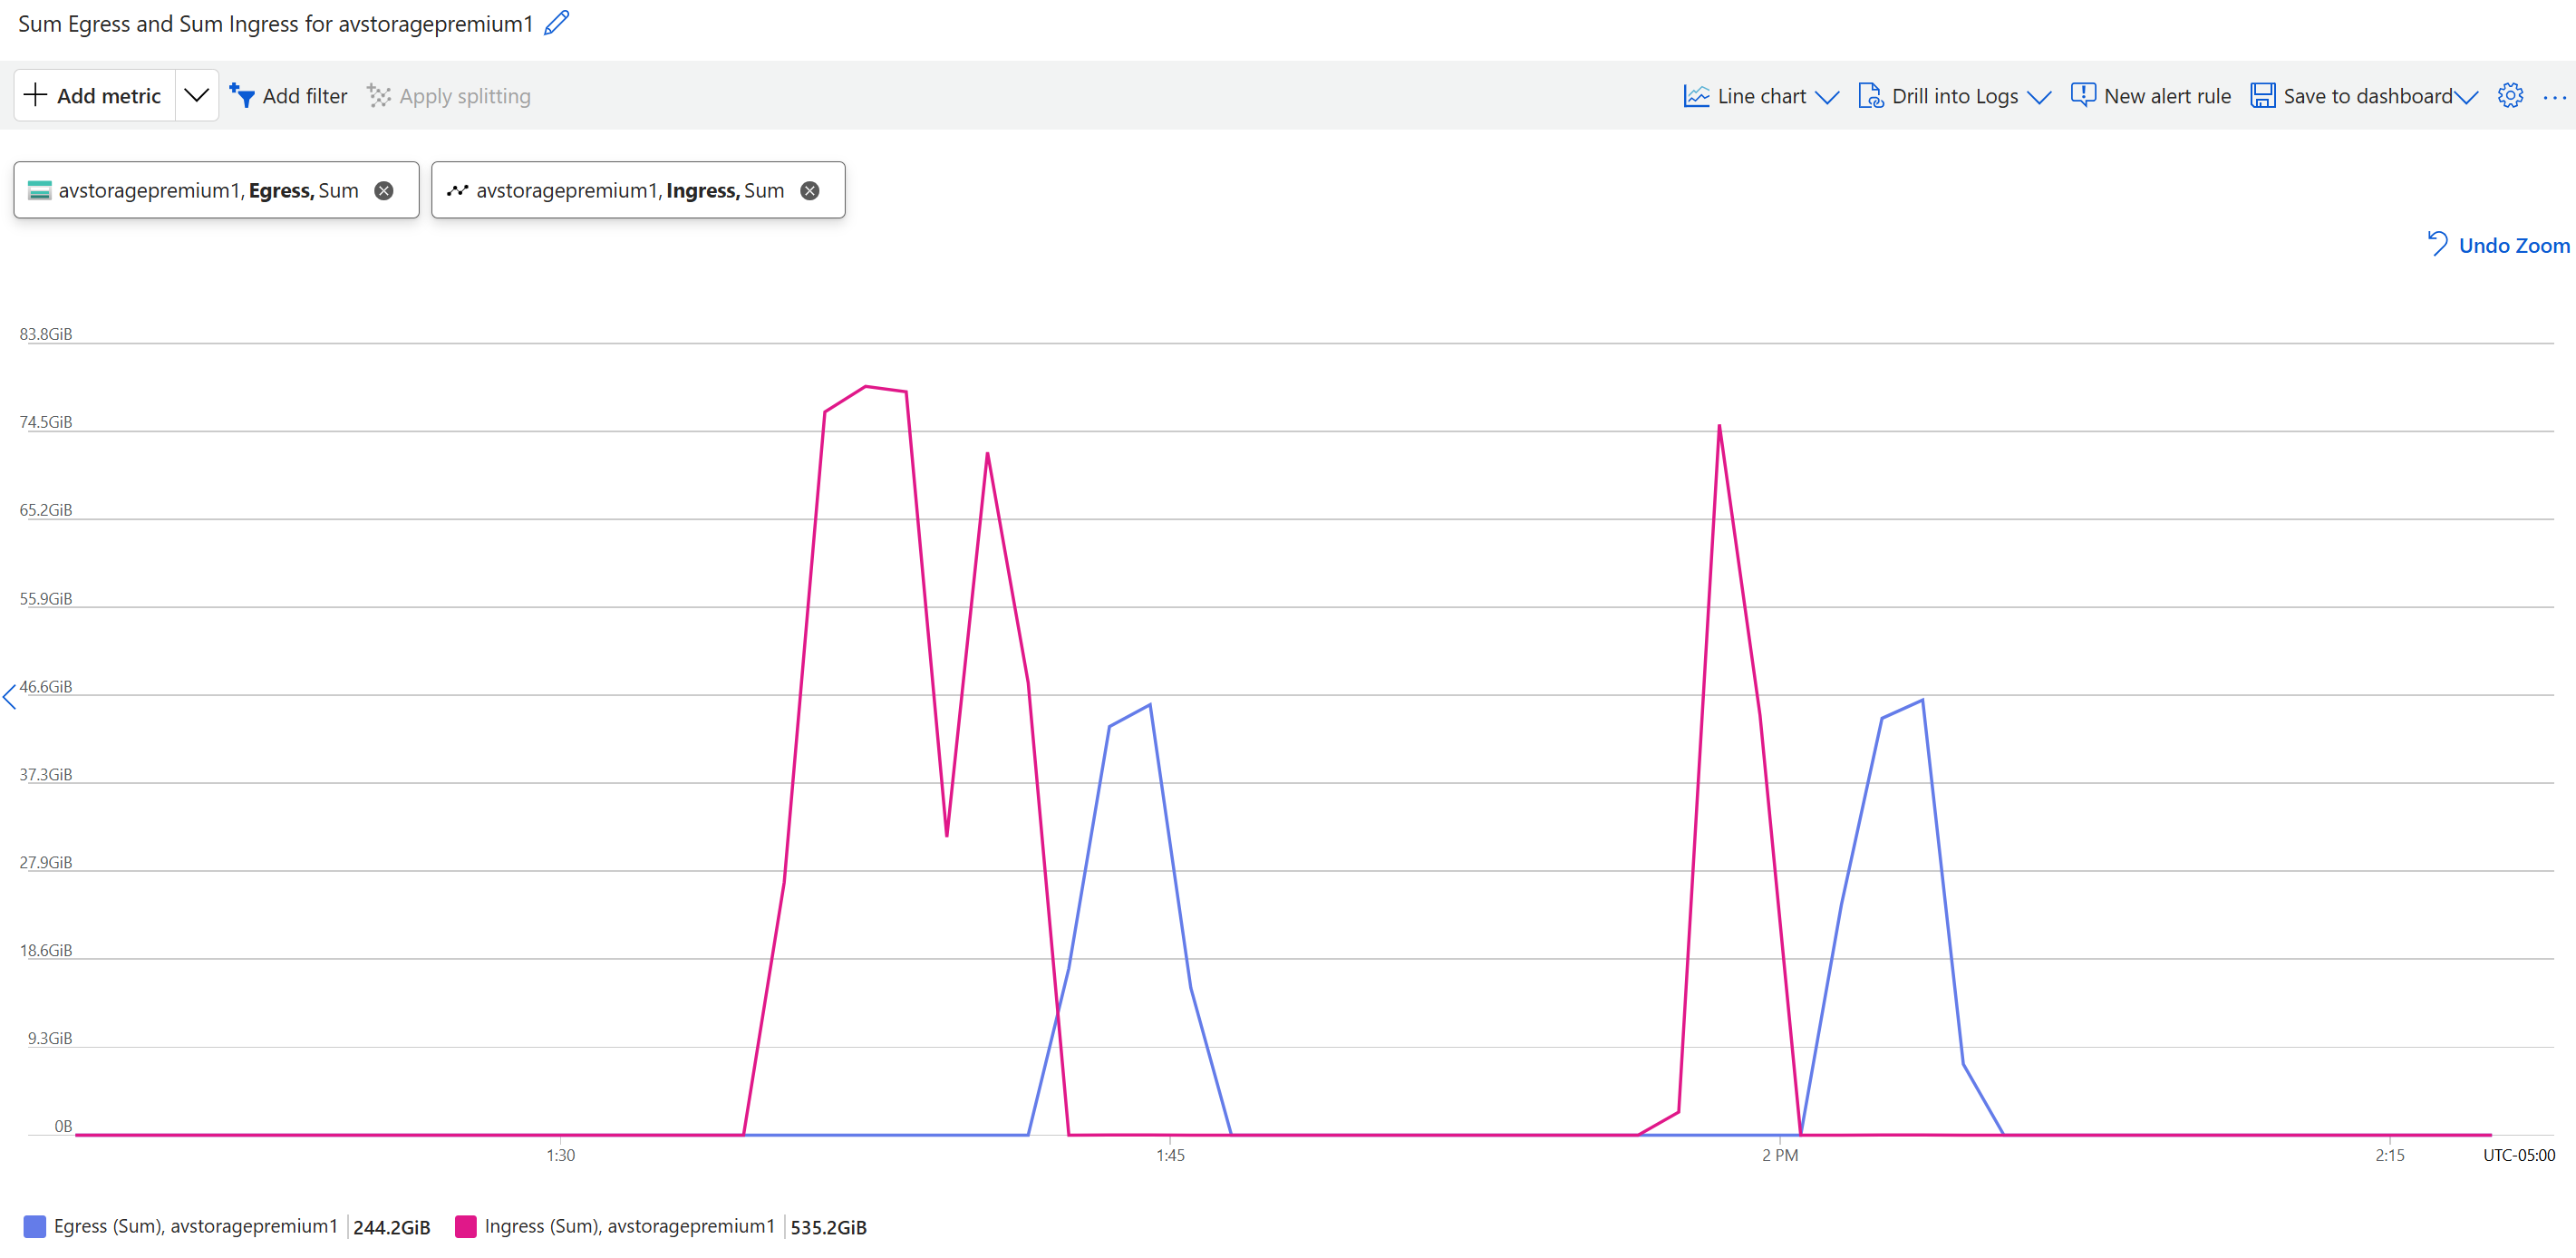 Sum Egress and Sum Ingress for avstoragepremium1
Add metric
Add filter
Apply splitting
Line chart
Drill into Logs
New alert rule
Save to dashboard
avstoragepremium1, Egress, Sum
avstoragepremium1, Ingress, Sum
Undo Zoom
83.8GiB
74.5GiB
65.2GiB
55.9GiB
46.6GiB
37.3GiB
27.9GiB
18.6GiB
9.3GiB
0B
1:30
1:45
2 PM
2:15
UTC-05:00
Egress (Sum), avstoragepremium1
244.2GiB
Ingress (Sum), avstoragepremium1
535.2GiB